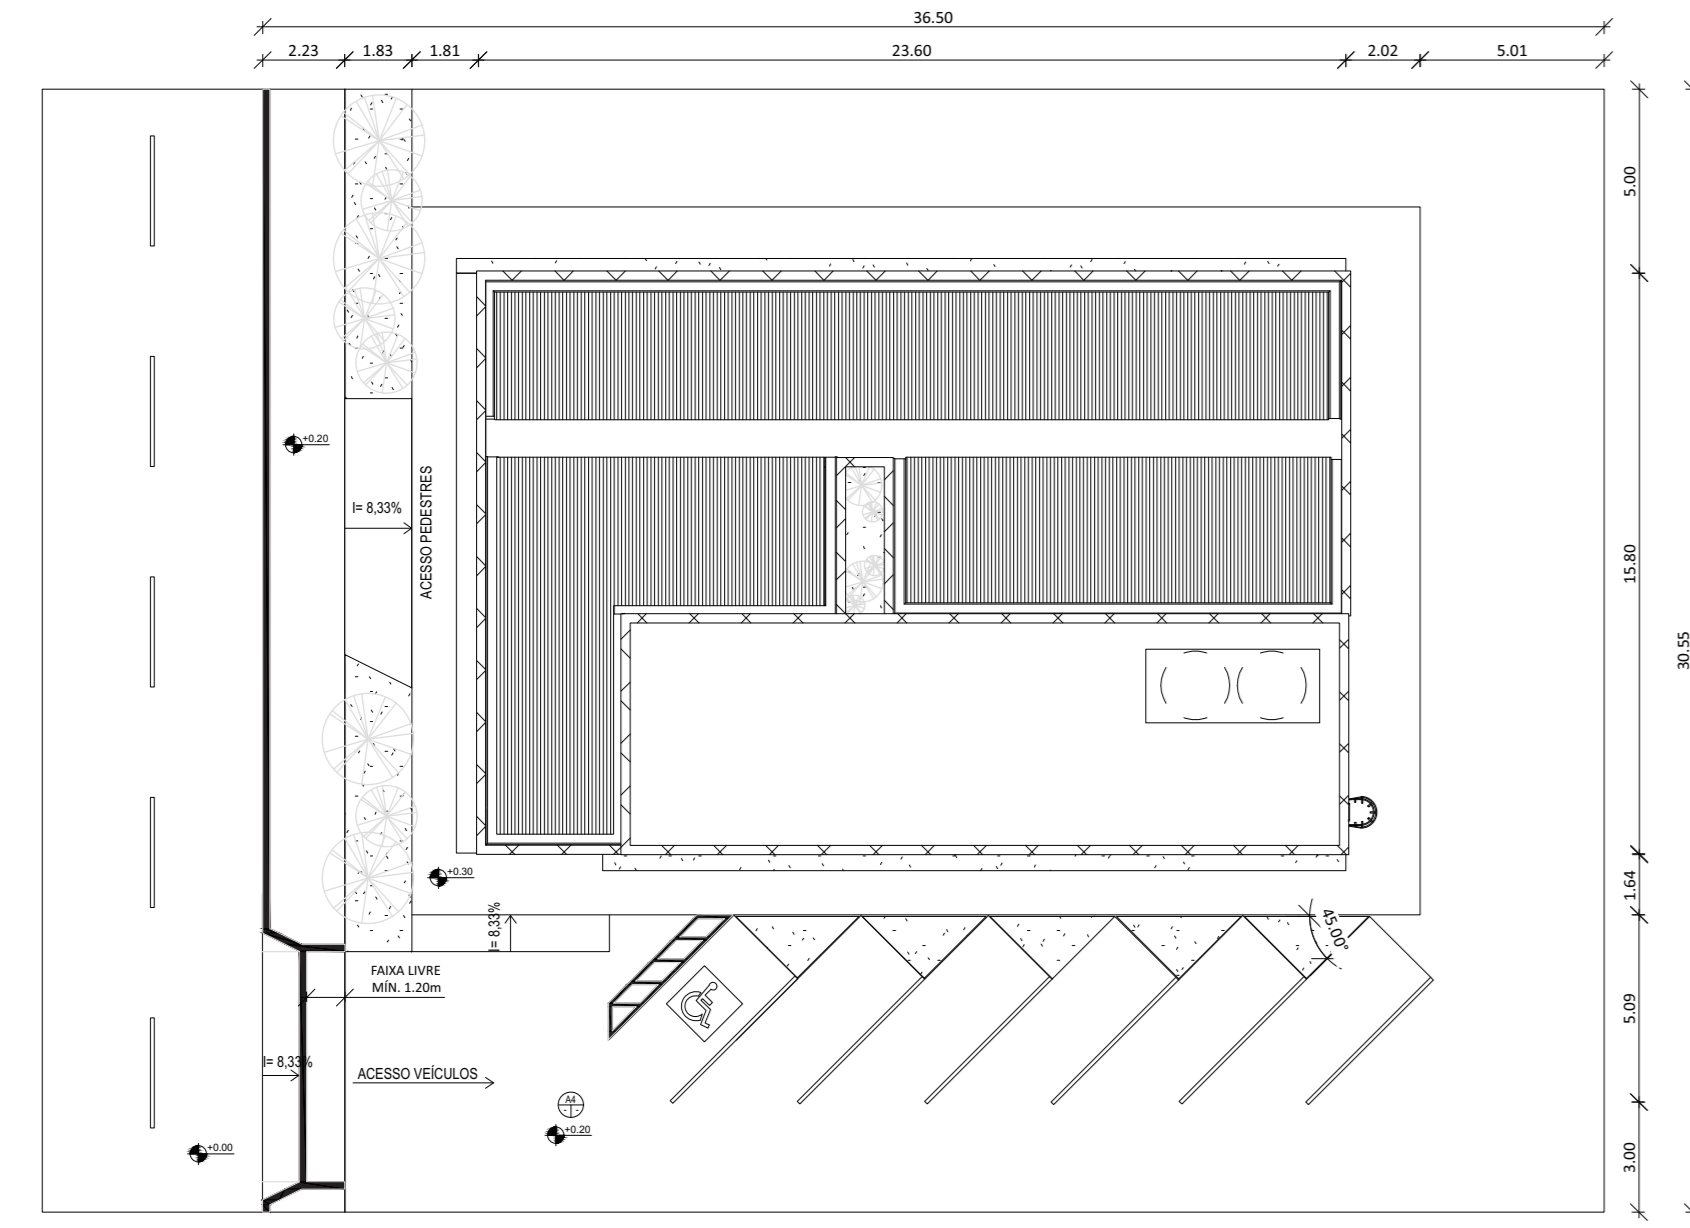 36.50
2.23 1.83 1.81 23.60 2.02 5.01
5.00
+0.20
ACESSO PEDESTRES
I= 8,33%
15.80
30.55
+0.30
1.64
I= 8,33%
45.00°
FAIXA LIVRE
MÍN. 1.20m
5.09
I= 8,33%
ACESSO VEÍCULOS
A4
- -
+0.20
+0.00
3.00